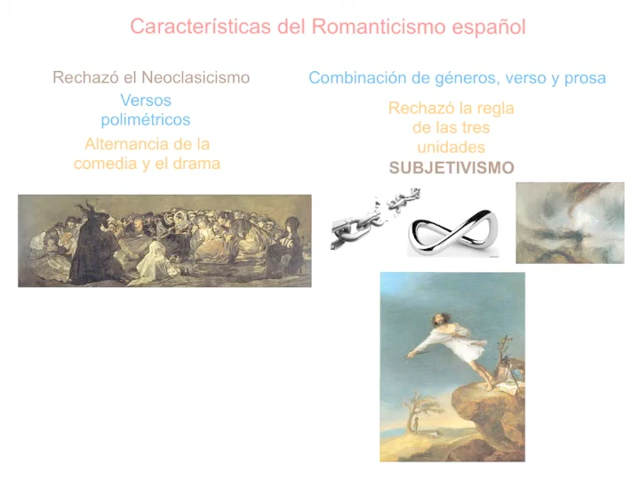 Características del Romanticismo español
Rechazó el Neoclasicismo
Versos
polimétricos
Alternancia de la
comedia y el drama
Combinación de géneros, verso y prosa
Rechazó la regla
de las tres
unidades
SUBJETIVISMO